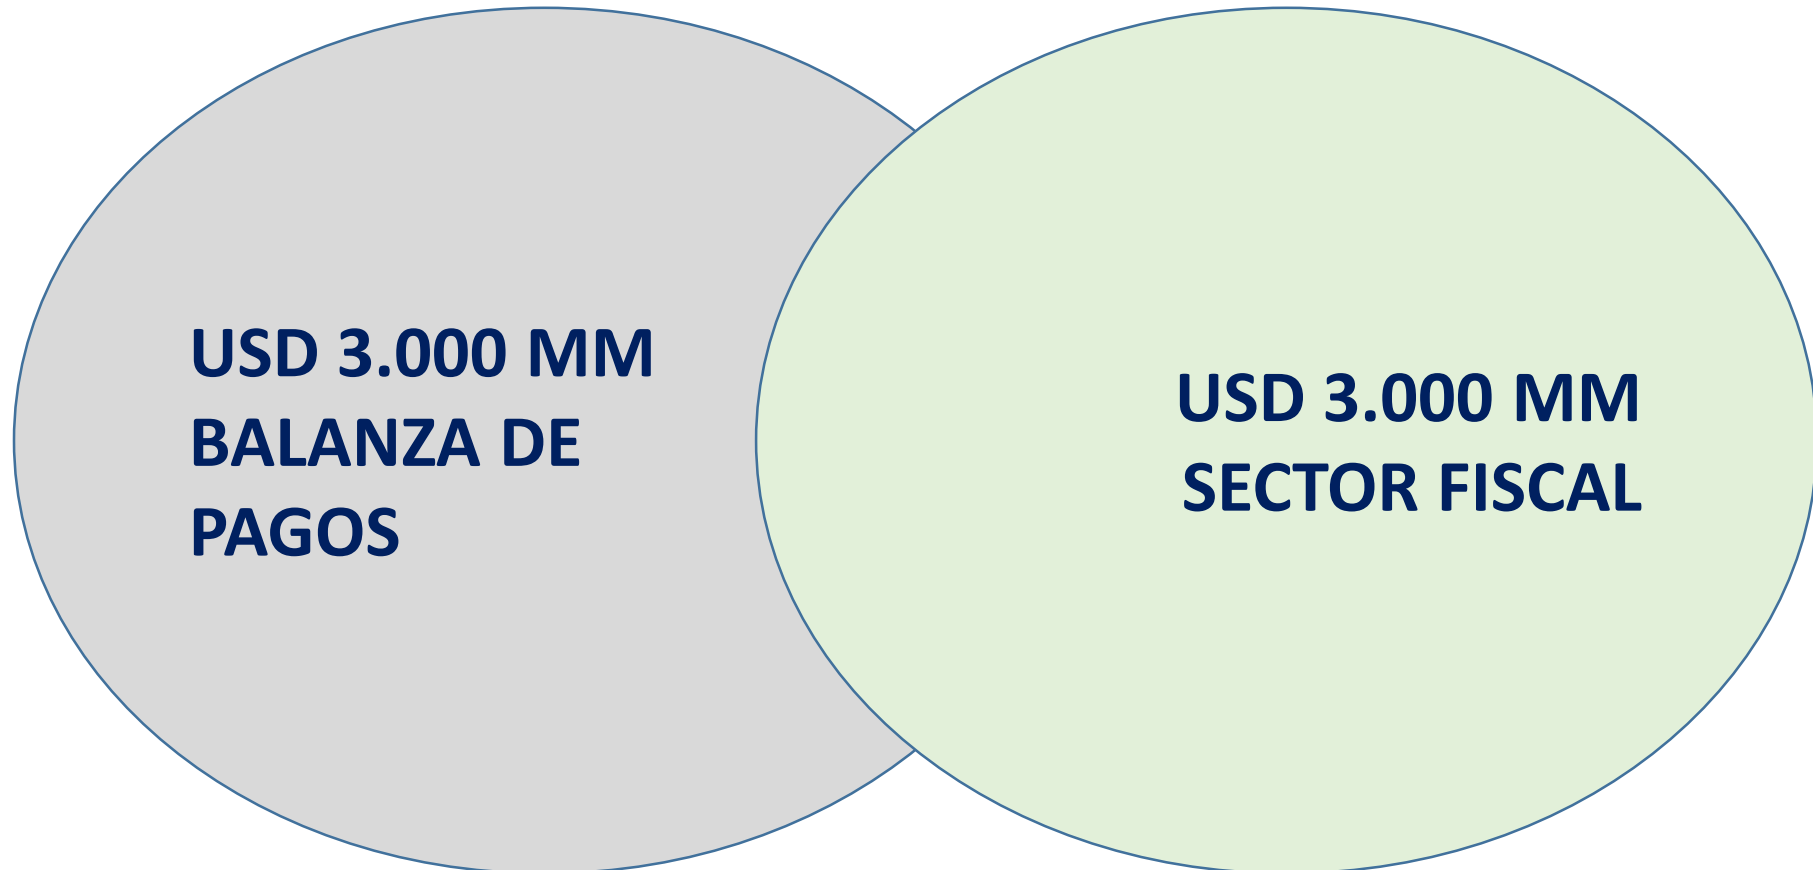 USD 3.000 MM
BALANZA DE
PAGOS
USD 3.000 MM
SECTOR FISCAL